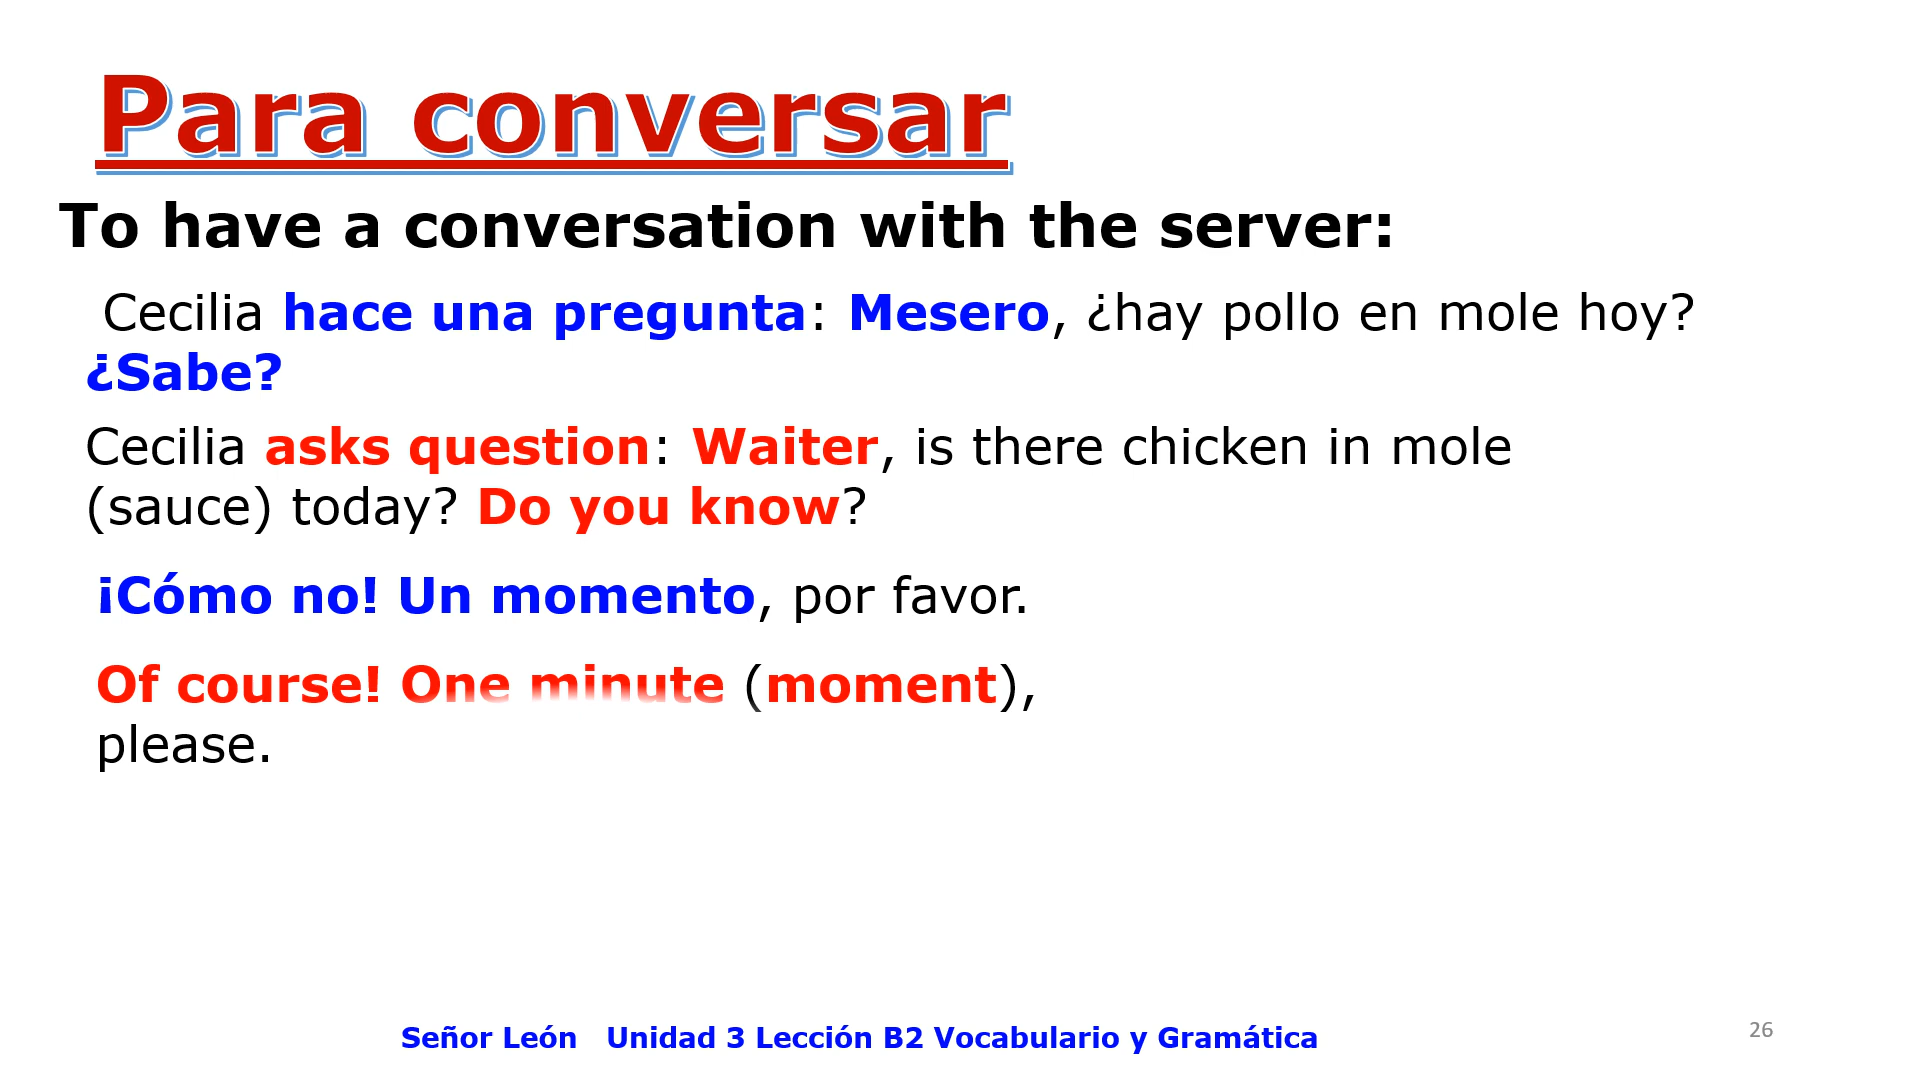 Para conversar
To have a conversation with the server:
Cecilia hace una pregunta: Mesero, ¿hay pollo en mole hoy?
¿Sabe?
Cecilia asks question: Waiter, is there chicken in mole
(sauce) today? Do you know?
¡Cómo no! Un momento, por favor.
Of course! One minute (moment),
please.
Señor León   Unidad 3 Lección B2 Vocabulario y Gramática
26